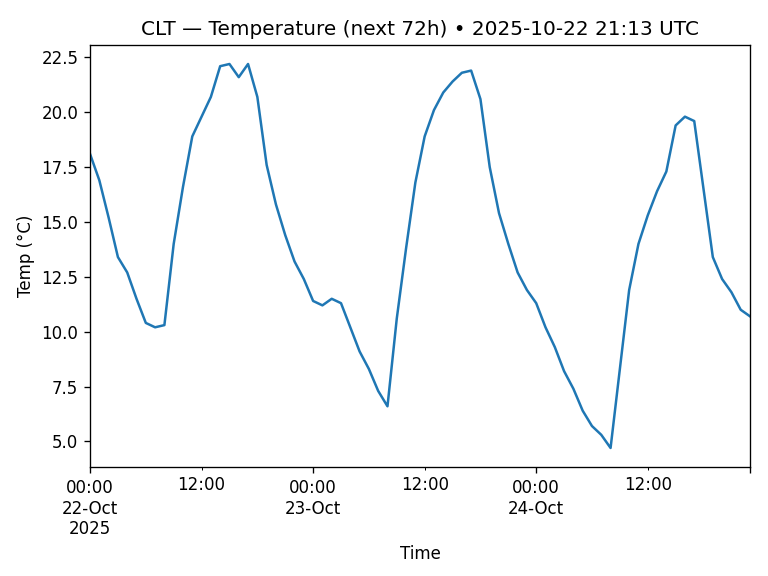 CLT — Temperature (next 72h) • 2025-10-22 21:13 UTC
Temp (°C)
22.5
20.0
17.5
15.0
12.5
10.0
7.5
5.0
00:00 12:00 00:00 12:00 00:00 12:00
22-Oct 23-Oct 24-Oct
2025
Time